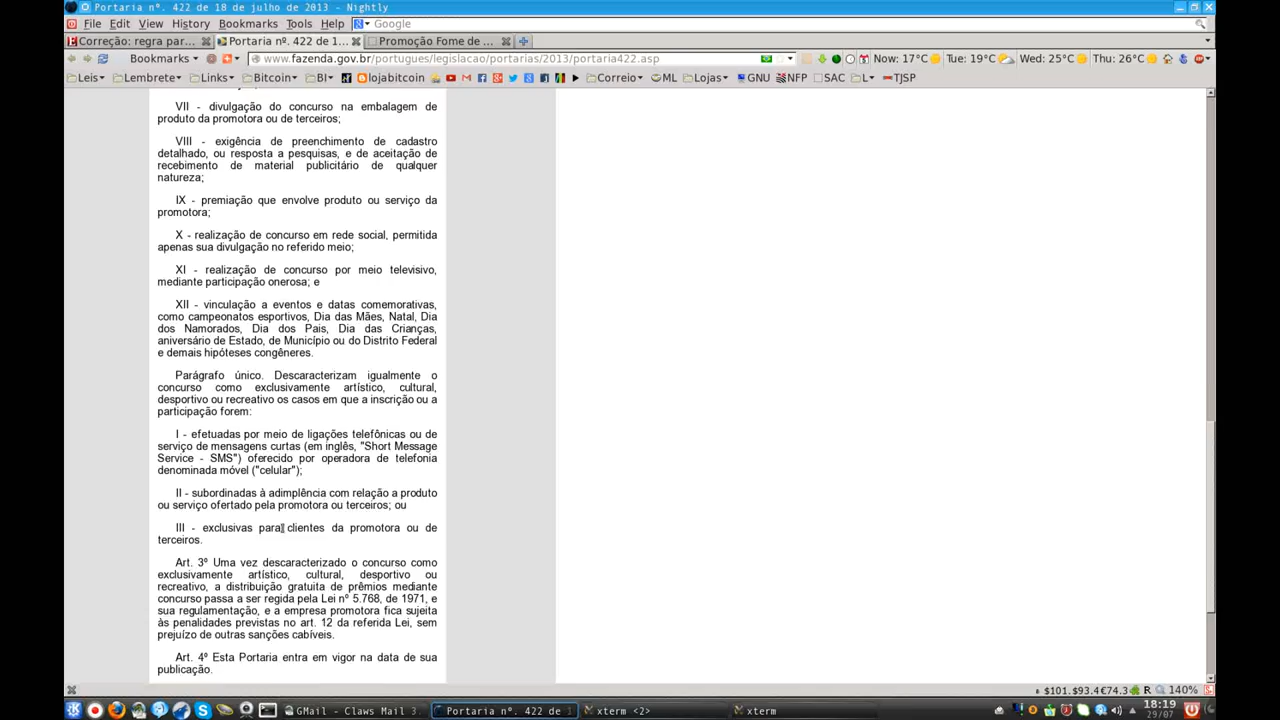 Portaria nº. 422 de 18 de julho de 2013 - Nightly
File Edit View History Bookmarks Tools Help Google
Correção: regra par... Portaria nº. 422 de 1... Promoção Fome de ...
Bookmarks www.fazenda.gov.br/portugues/legislacao/portarias/2013/portaria422.asp Now: 17°C Tue: 19°C Wed: 25°C Thu: 26°C
Leis Lembrete Links Bitcoin BI lojabitcoin Correio ML Lojas GNU NFP SAC L TJSP
VII - divulgação do concurso na embalagem de
produto da promotora ou de terceiros;
VIII - exigência de preenchimento de cadastro
detalhado, ou resposta a pesquisas, e de aceitação de
recebimento de material publicitário de qualquer
natureza;
IX - premiação que envolve produto ou serviço da
promotora;
X - realização de concurso em rede social, permitida
apenas sua divulgação no referido meio;
XI - realização de concurso por meio televisivo,
mediante participação onerosa; e
XII - vinculação a eventos e datas comemorativas,
como campeonatos esportivos, Dia das Mães, Natal, Dia
dos Namorados, Dia dos Pais, Dia das Crianças,
aniversário de Estado, de Município ou do Distrito Federal
e demais hipóteses congêneres.
Parágrafo único. Descaracterizam igualmente o
concurso como exclusivamente artístico, cultural,
desportivo ou recreativo os casos em que a inscrição ou a
participação forem:
I - efetuadas por meio de ligações telefônicas ou de
serviço de mensagens curtas (em inglês, "Short Message
Service - SMS") oferecido por operadora de telefonia
denominada móvel ("celular");
II - subordinadas à adimplência com relação a produto
ou serviço ofertado pela promotora ou terceiros; ou
III - exclusivas para clientes da promotora ou de
terceiros.
Art. 3º Uma vez descaracterizado o concurso como
exclusivamente artístico, cultural, desportivo ou
recreativo, a distribuição gratuita de prêmios mediante
concurso passa a ser regida pela Lei nº 5.768, de 1971, e
sua regulamentação, e a empresa promotora fica sujeita
às penalidades previstas no art. 12 da referida Lei, sem
prejuízo de outras sanções cabíveis.
Art. 4º Esta Portaria entra em vigor na data de sua
publicação.
$101.$93.4€74.3 R 140%
GMail - Claws Mail 3. Portaria nº. 422 de 1 xterm <2> xterm 18:19
29/07